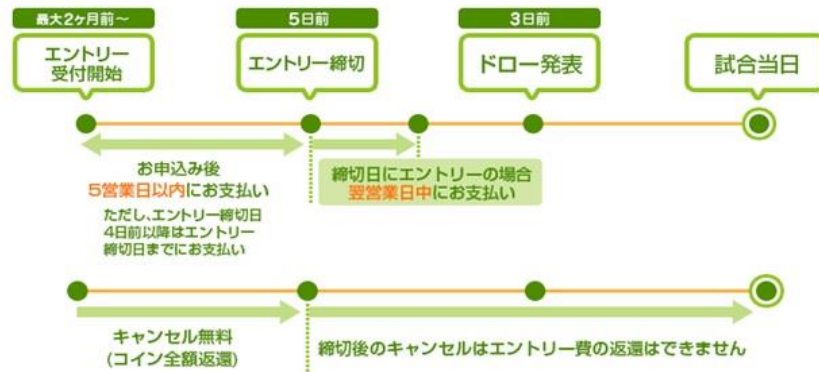 最大2ヶ月前～
5日前
3日前
エントリー
受付開始
エントリー締切
ドロー発表
試合当日
お申込み後
5営業日以内にお支払い
ただし、エントリー締切日
4日前以降はエントリー
締切日までにお支払い
締切日にエントリーの場合
翌営業日中にお支払い
キャンセル無料
(コイン全額返還)
締切後のキャンセルはエントリー費の返還はできません